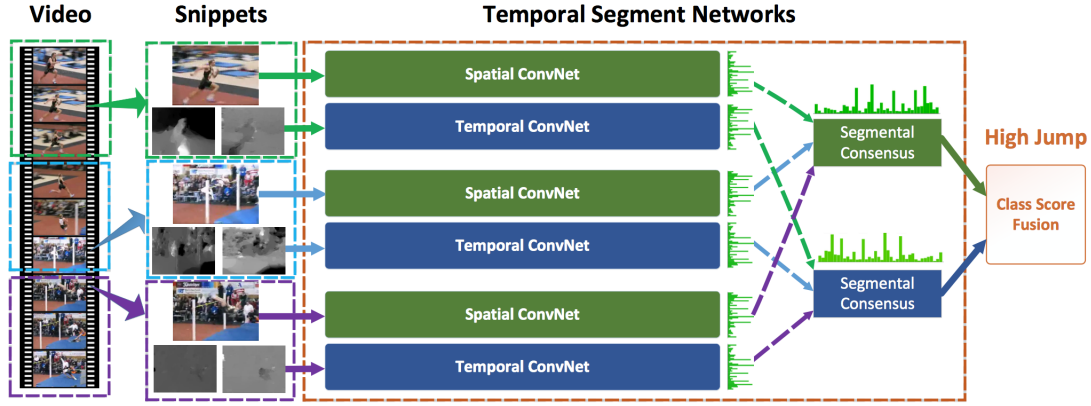 Video
Snippets
Temporal Segment Networks
Spatial ConvNet
Temporal ConvNet
Spatial ConvNet
Temporal ConvNet
Spatial ConvNet
Temporal ConvNet
Segmental
Consensus
Segmental
Consensus
High Jump
Class Score
Fusion